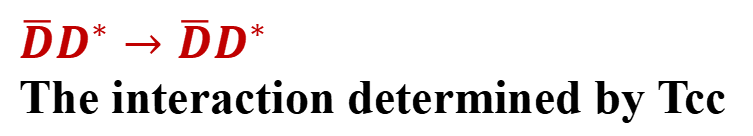 D̅D* → D̅D*
The interaction determined by Tcc